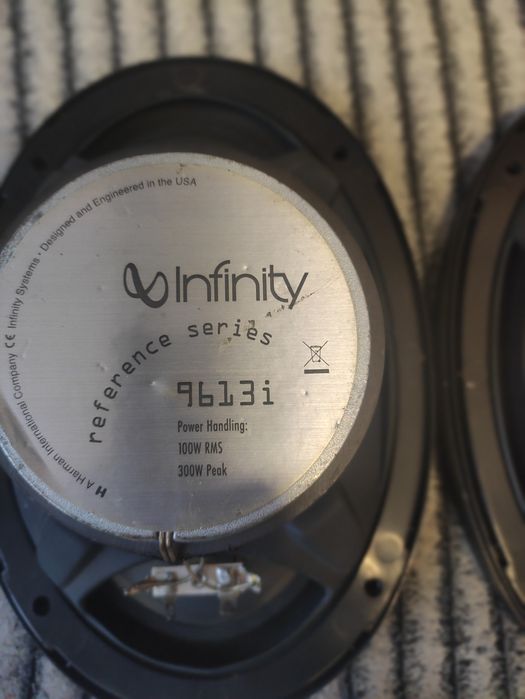 Designed and Engineered in the USA
H A Harman International Company CE Infinity Systems •
Infinity
reference series
9613i
Power Handling:
100W RMS
300W Peak